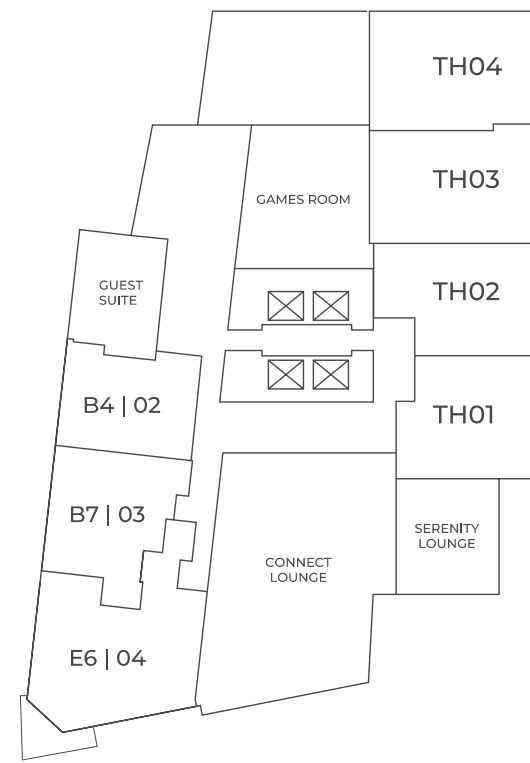 TH04
TH03
GAMES ROOM
GUEST
SUITE
TH02
B4 | 02
TH01
B7 | 03
SERENITY
LOUNGE
CONNECT
LOUNGE
E6 | 04